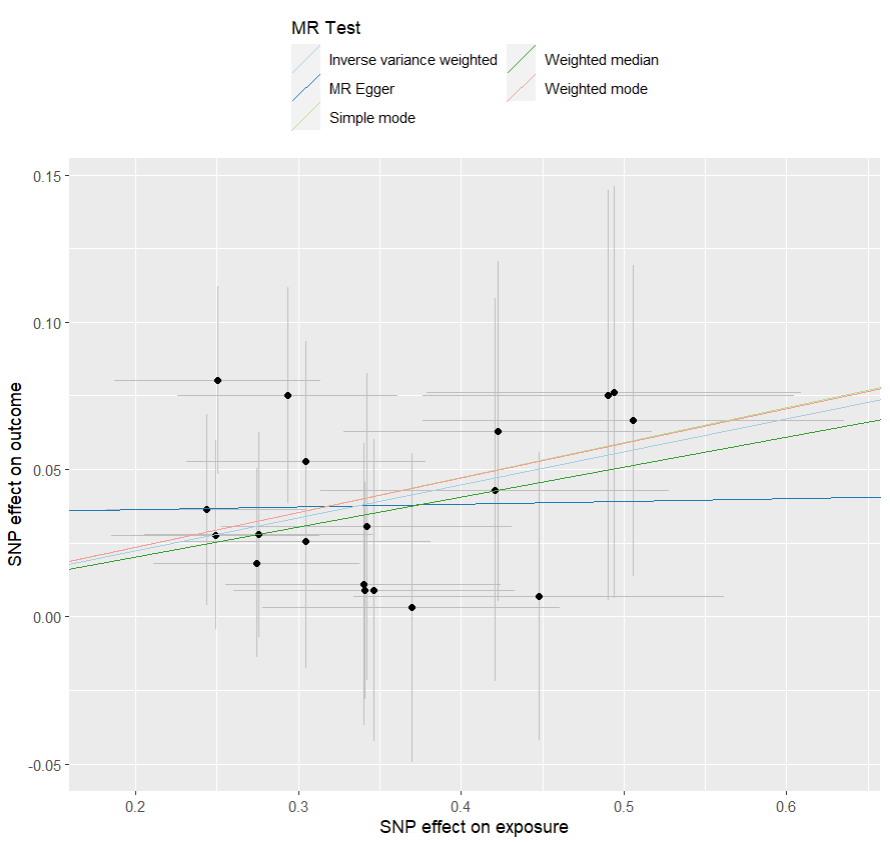 MR Test
Inverse variance weighted
Weighted median
MR Egger
Weighted mode
Simple mode
0.15
0.10
0.05
0.00
-0.05
SNP effect on outcome
0.2 0.3 0.4 0.5 0.6
SNP effect on exposure